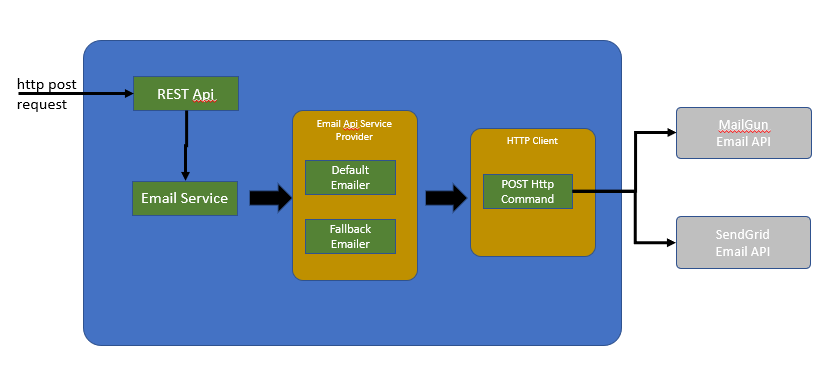 http post
request
REST Api
Email Service
Email Api Service
Provider
Default
Emailer
Fallback
Emailer
HTTP Client
POST Http
Command
MailGun
Email API
SendGrid
Email API